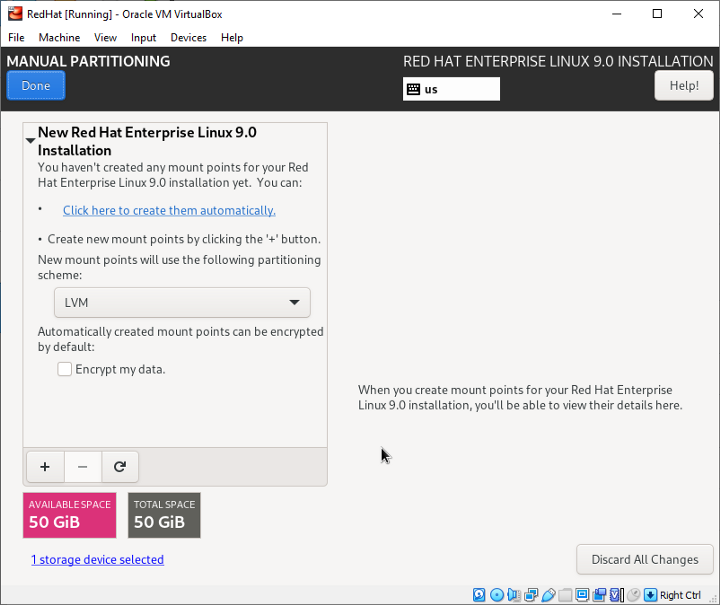 RedHat [Running] - Oracle VM VirtualBox
File Machine View Input Devices Help
MANUAL PARTITIONING
RED HAT ENTERPRISE LINUX 9.0 INSTALLATION
Done
us
Help!
New Red Hat Enterprise Linux 9.0
Installation
You haven't created any mount points for your Red
Hat Enterprise Linux 9.0 installation yet. You can:
• Click here to create them automatically.
• Create new mount points by clicking the '+' button.
New mount points will use the following partitioning
scheme:
LVM
Automatically created mount points can be encrypted
by default:
Encrypt my data.
When you create mount points for your Red Hat Enterprise
Linux 9.0 installation, you'll be able to view their details here.
+ −
AVAILABLE SPACE
50 GiB
TOTAL SPACE
50 GiB
1 storage device selected
Discard All Changes
Right Ctrl